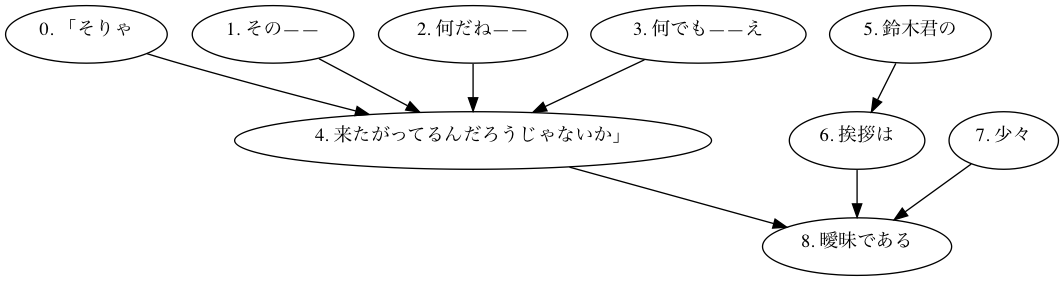 0. 「そりゃ
1. その——
2. 何だね——
3. 何でも——え
5. 鈴木君の
4. 来たがってるんだろうじゃないか」
6. 挨拶は
7. 少々
8. 曖昧である